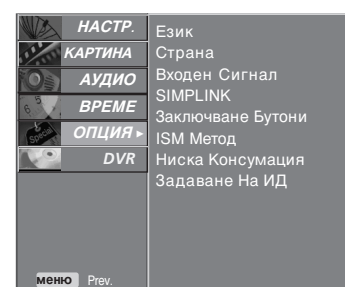 НАСТР.
КАРТИНА
АУДИО
ВРЕМЕ
ОПЦИЯ ▸
DVR
Език
Страна
Входен Сигнал
SIMPLINK
Заключване Бутони
ISM Метод
Ниска Консумация
Задаване На ИД
меню Prev.